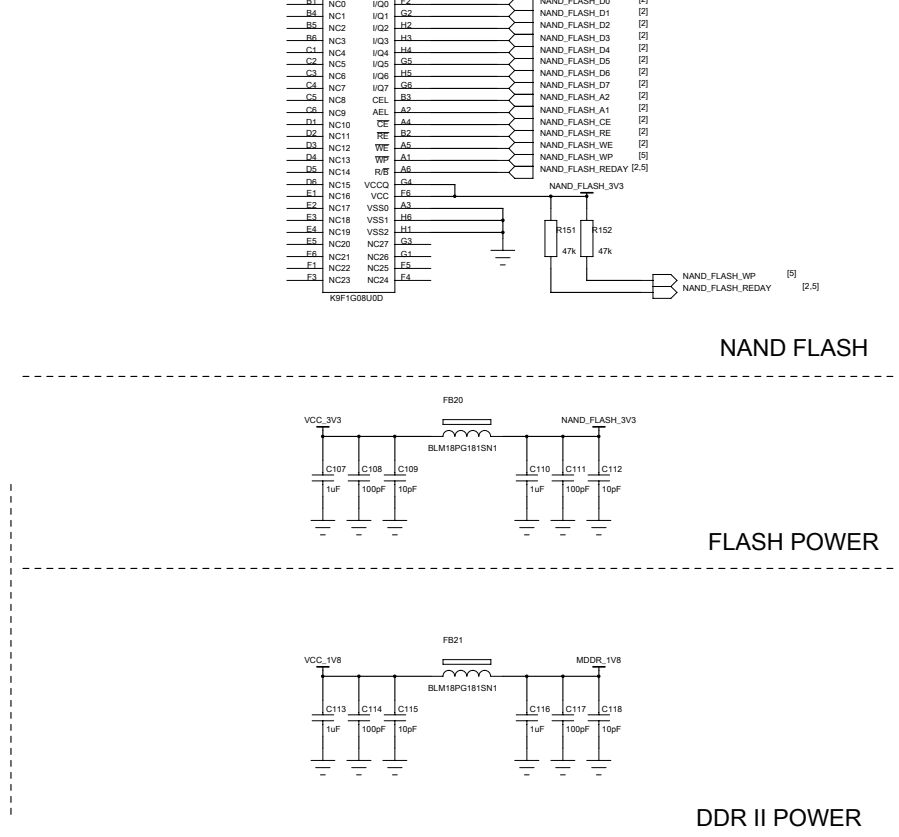 B1 NC0 I/Q0 F2 NAND_FLASH_D0 [2]
B4 NC1 I/Q1 G2 NAND_FLASH_D1 [2]
B5 NC2 I/Q2 H2 NAND_FLASH_D2 [2]
B6 NC3 I/Q3 H3 NAND_FLASH_D3 [2]
C1 NC4 I/Q4 H4 NAND_FLASH_D4 [2]
C2 NC5 I/Q5 G5 NAND_FLASH_D5 [2]
C3 NC6 I/Q6 H5 NAND_FLASH_D6 [2]
C4 NC7 I/Q7 G6 NAND_FLASH_D7 [2]
C5 NC8 CEL B3 NAND_FLASH_A2 [2]
C6 NC9 AEL A2 NAND_FLASH_A1 [2]
D1 NC10 CE A4 NAND_FLASH_CE [2]
D2 NC11 RE B2 NAND_FLASH_RE [2]
D3 NC12 WE A5 NAND_FLASH_WE [2]
D4 NC13 WP A1 NAND_FLASH_WP [5]
D5 NC14 R/B A6 NAND_FLASH_REDAY [2,5]
D6 NC15 VCCQ G4 NAND_FLASH_3V3
E1 NC16 VCC F6
E2 NC17 VSS0 A3
E3 NC18 VSS1 H6
E4 NC19 VSS2 H1 R151 R152
E5 NC20 NC27 G3 47k 47k
E6 NC21 NC26 G1
F1 NC22 NC25 F5
F3 NC23 NC24 F4
NAND_FLASH_WP [5]
NAND_FLASH_REDAY [2,5]
K9F1G08U0D
NAND FLASH
FB20
VCC_3V3 NAND_FLASH_3V3
BLM18PG181SN1
C107 C108 C109 C110 C111 C112
1uF 100pF 10pF 1uF 100pF 10pF
FLASH POWER
FB21
VCC_1V8 MDDR_1V8
BLM18PG181SN1
C113 C114 C115 C116 C117 C118
1uF 100pF 10pF 1uF 100pF 10pF
DDR II POWER